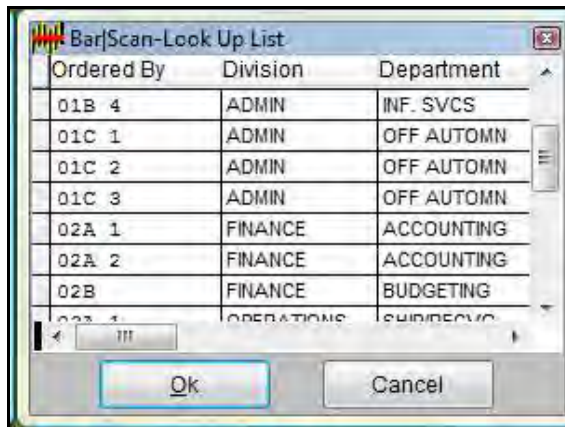 Bar|Scan-Look Up List
Ordered By Division Department
01B 4 ADMIN INF. SVCS
01C 1 ADMIN OFF AUTOMN
01C 2 ADMIN OFF AUTOMN
01C 3 ADMIN OFF AUTOMN
02A 1 FINANCE ACCOUNTING
02A 2 FINANCE ACCOUNTING
02B FINANCE BUDGETING
OPERATIONS
Ok Cancel